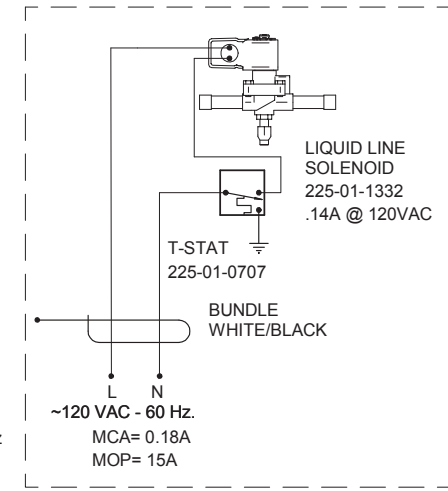 LIQUID LINE
SOLENOID
225-01-1332
.14A @ 120VAC
T-STAT
225-01-0707
BUNDLE
WHITE/BLACK
L N
~120 VAC - 60 Hz.
MCA= 0.18A
MOP= 15A